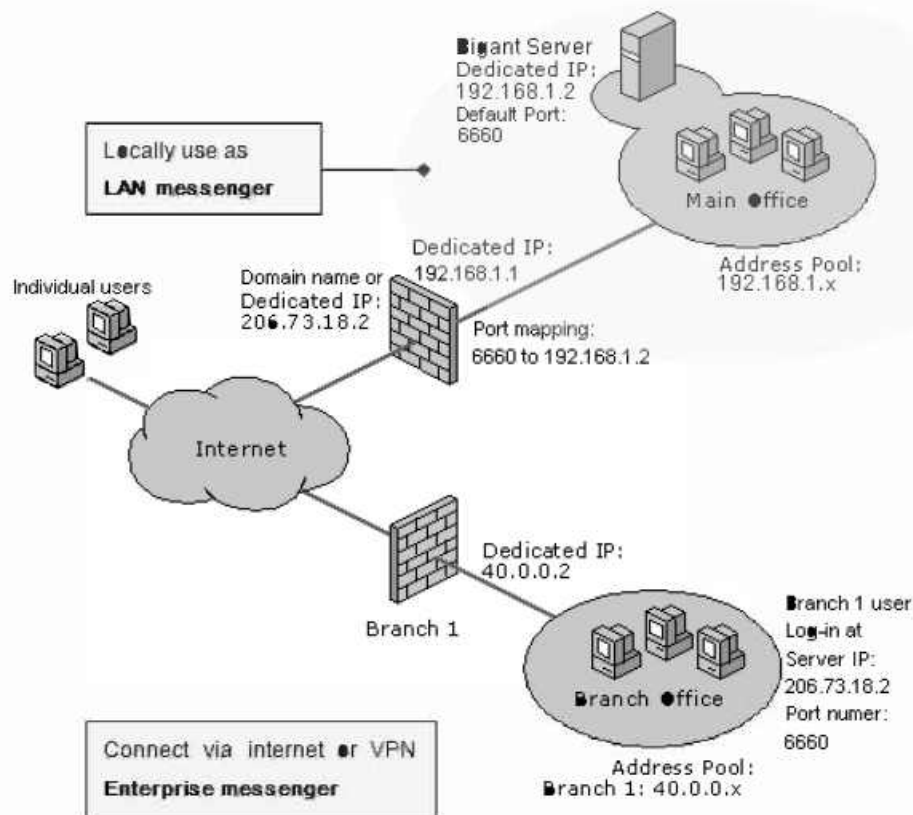 Bigant Server
Dedicated IP:
192.168.1.2
Default Port:
6660
Locally use as
LAN messenger
Main Office
Address Pool:
192.168.1.x
Dedicated IP:
192.168.1.1
Domain name or
Dedicated IP:
206.73.18.2
Individual users
Port mapping:
6660 to 192.168.1.2
Internet
Dedicated IP:
40.0.0.2
Branch 1
Branch 1 user
Log-in at
Server IP:
206.73.18.2
Port numer:
6660
Branch Office
Address Pool:
Branch 1: 40.0.0.x
Connect via internet or VPN
Enterprise messenger